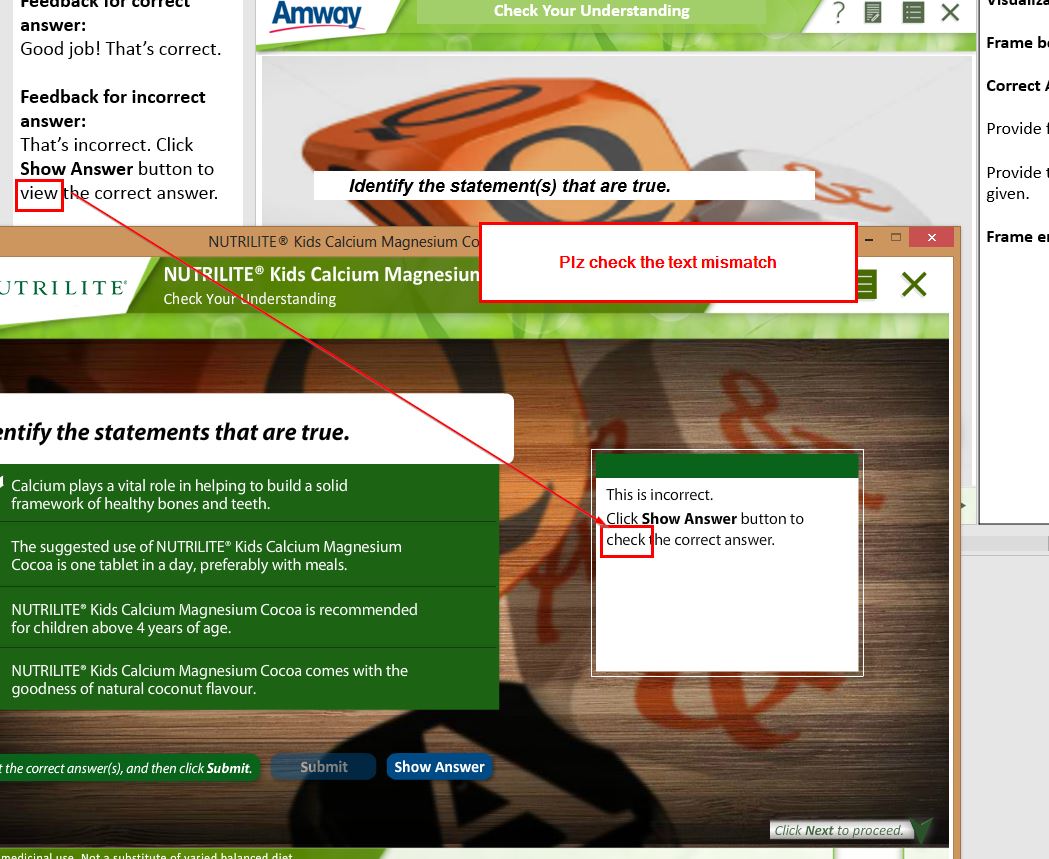 Feedback for correct
answer:
Good job! That's correct.
Feedback for incorrect
answer:
That's incorrect. Click
Show Answer button to
view the correct answer.
Amway
Check Your Understanding
?
Identify the statement(s) that are true.
Frame
Correct
Provide
Provide
given.
Frame
NUTRILITE® Kids Calcium Magnesium
Plz check the text mismatch
UTRILITE®
NUTRILITE® Kids Calcium Magnesium
Check Your Understanding
entify the statements that are true.
Calcium plays a vital role in helping to build a solid
framework of healthy bones and teeth.
The suggested use of NUTRILITE® Kids Calcium Magnesium
Cocoa is one tablet in a day, preferably with meals.
NUTRILITE® Kids Calcium Magnesium Cocoa is recommended
for children above 4 years of age.
NUTRILITE® Kids Calcium Magnesium Cocoa comes with the
goodness of natural coconut flavour.
This is incorrect.
Click Show Answer button to
check the correct answer.
t the correct answer(s), and then click Submit.
Submit
Show Answer
Click Next to proceed.
medicinal use. Not a substitute of varied balanced diet